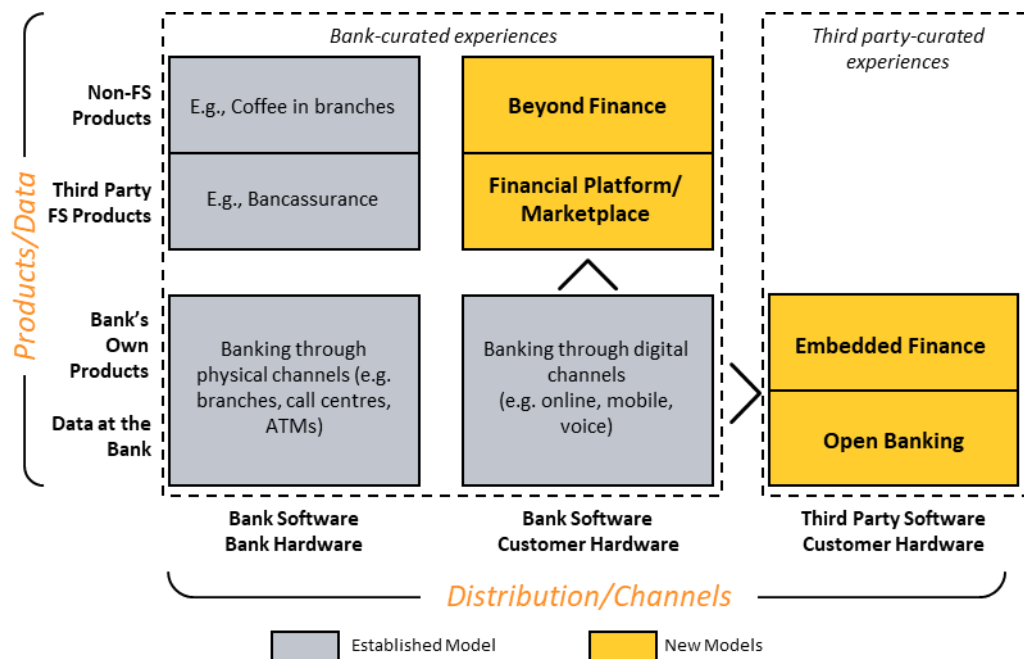 Bank-curated experiences
Third party-curated
experiences
Non-FS
Products
E.g., Coffee in branches
Beyond Finance
Third Party
FS Products
E.g., Bancassurance
Financial Platform/
Marketplace
Products/Data
Bank's
Own
Products
Data at the
Bank
Banking through
physical channels (e.g.
branches, call centres,
ATMs)
Banking through digital
channels
(e.g. online, mobile,
voice)
Embedded Finance
Open Banking
Bank Software
Bank Hardware
Bank Software
Customer Hardware
Third Party Software
Customer Hardware
Distribution/Channels
Established Model
New Models